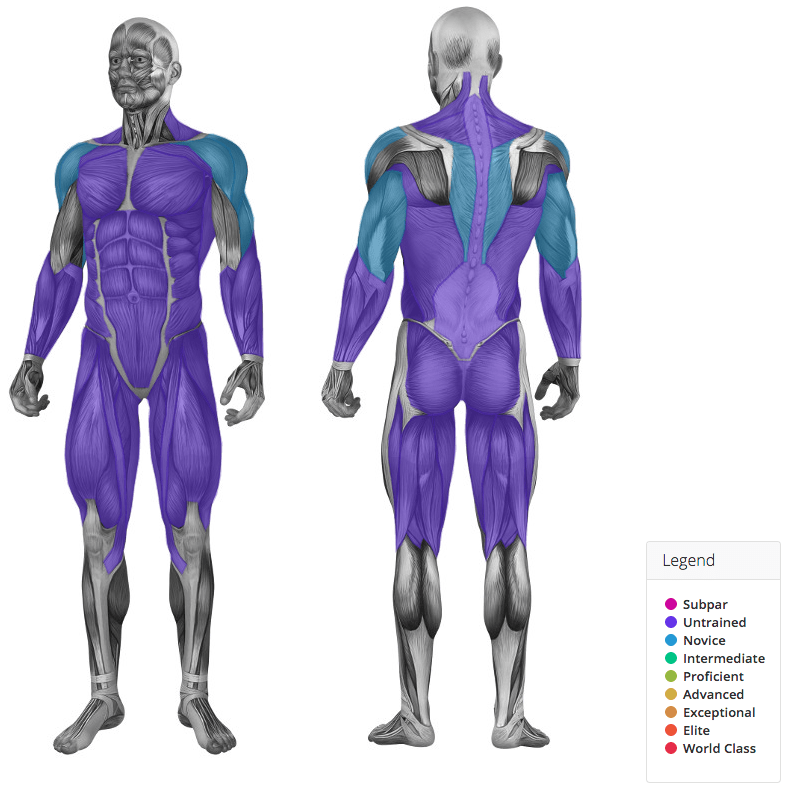 Legend
Subpar
Untrained
Novice
Intermediate
Proficient
Advanced
Exceptional
Elite
World Class